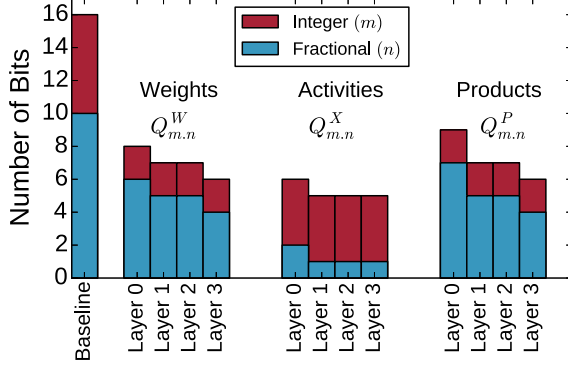 Integer (m)
Fractional (n)
Number of Bits
16
14
12
10
8
6
4
2
0
Weights
Activities
Products
Q^W_{m.n}
Q^X_{m.n}
Q^P_{m.n}
Baseline
Layer 0
Layer 1
Layer 2
Layer 3
Layer 0
Layer 1
Layer 2
Layer 3
Layer 0
Layer 1
Layer 2
Layer 3